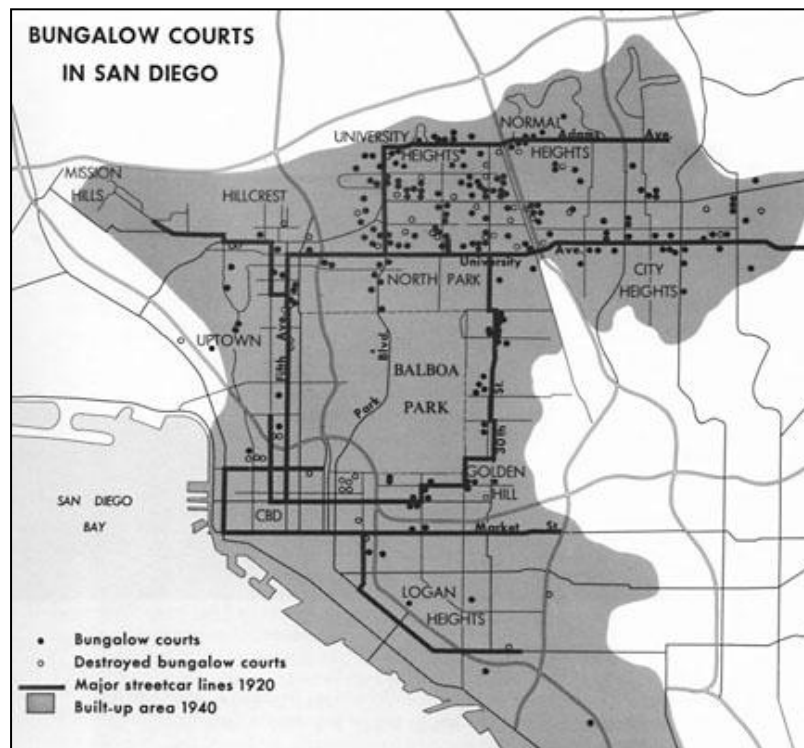 BUNGALOW COURTS
IN SAN DIEGO
NORMAL
UNIVERSITY
Adams Ave.
HEIGHTS
HEIGHTS
MISSION
HILLS
HILLCREST
Ave.
University
NORTH PARK
CITY
HEIGHTS
UPTOWN
Fifth Ave.
Blvd.
BALBOA
PARK
Park
30th St.
GOLDEN
HILL
SAN DIEGO
BAY
CBD
Market St.
LOGAN
HEIGHTS
Bungalow courts
Destroyed bungalow courts
Major streetcar lines 1920
Built-up area 1940